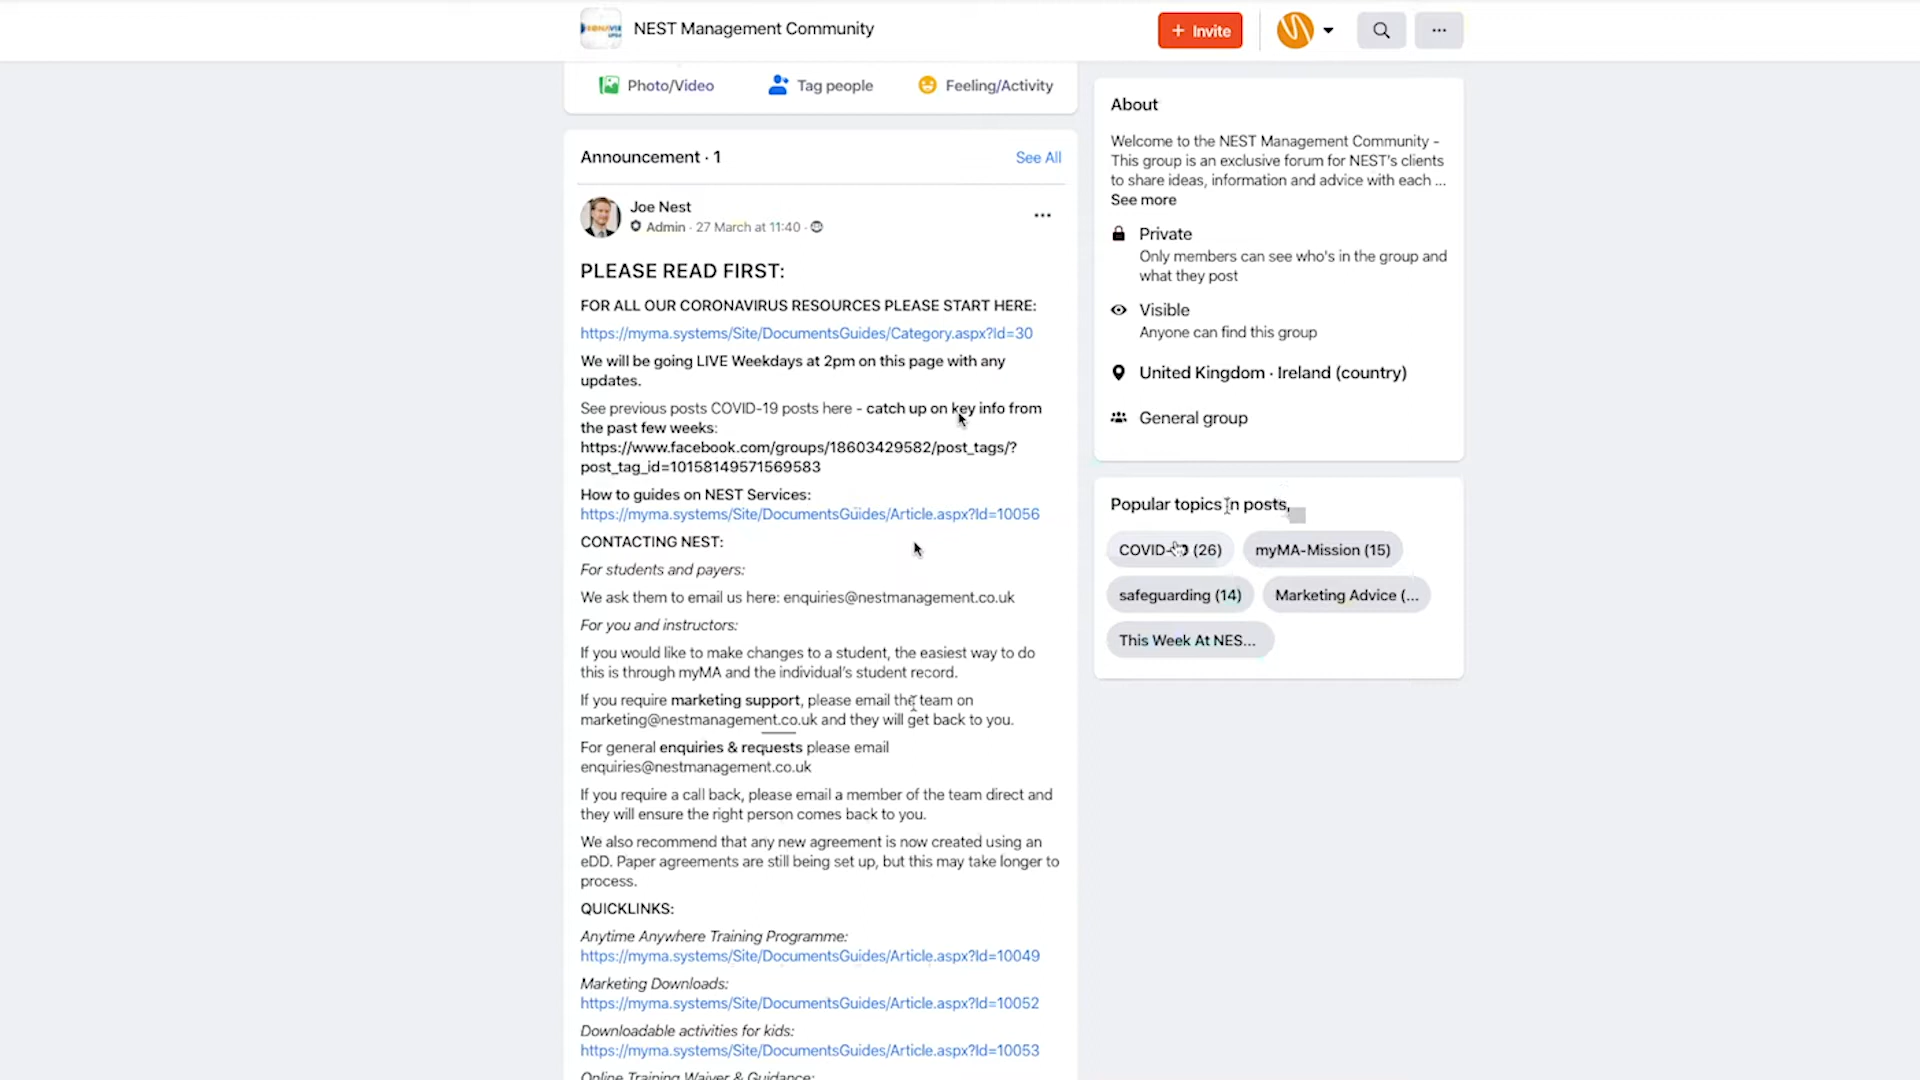 NEST Management Community
+ Invite
Photo/Video
Tag people
Feeling/Activity
Announcement · 1
See All
Joe Nest
Admin · 27 March at 11:40 ·
PLEASE READ FIRST:
FOR ALL OUR CORONAVIRUS RESOURCES PLEASE START HERE:
https://myma.systems/Site/DocumentsGuides/Category.aspx?Id=30
We will be going LIVE Weekdays at 2pm on this page with any
updates.
See previous posts COVID-19 posts here - catch up on key info from
the past few weeks:
https://www.facebook.com/groups/18603429582/post_tags/?
post_tag_id=10158149571569583
How to guides on NEST Services:
https://myma.systems/Site/DocumentsGuides/Article.aspx?Id=10056
CONTACTING NEST:
For students and payers:
We ask them to email us here: enquiries@nestmanagement.co.uk
For you and instructors:
If you would like to make changes to a student, the easiest way to do
this is through myMA and the individual's student record.
If you require marketing support, please email the team on
marketing@nestmanagement.co.uk and they will get back to you.
For general enquiries & requests please email
enquiries@nestmanagement.co.uk
If you require a call back, please email a member of the team direct and
they will ensure the right person comes back to you.
We also recommend that any new agreement is now created using an
eDD. Paper agreements are still being set up, but this may take longer to
process.
QUICKLINKS:
Anytime Anywhere Training Programme:
https://myma.systems/Site/DocumentsGuides/Article.aspx?Id=10049
Marketing Downloads:
https://myma.systems/Site/DocumentsGuides/Article.aspx?Id=10052
Downloadable activities for kids:
https://myma.systems/Site/DocumentsGuides/Article.aspx?Id=10053
Online Training Waiver & Guidance:
About
Welcome to the NEST Management Community -
This group is an exclusive forum for NEST's clients
to share ideas, information and advice with each ...
See more
Private
Only members can see who's in the group and
what they post
Visible
Anyone can find this group
United Kingdom · Ireland (country)
General group
Popular topics in posts
(26)
myMA-Mission (15)
safeguarding (14)
Marketing Advice (...
This Week At NES...